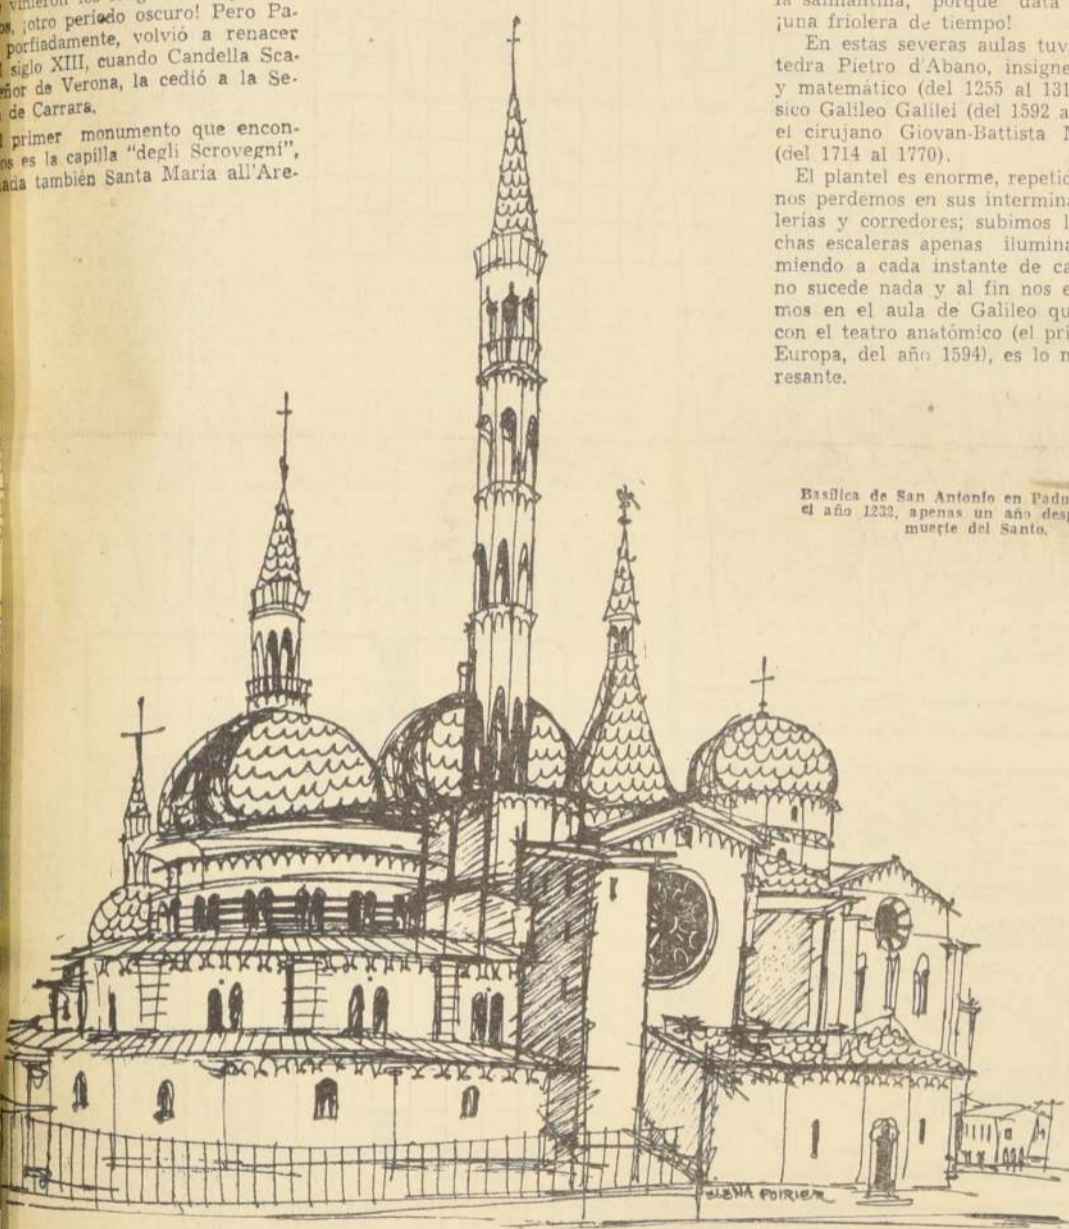 vinieron los
¡otro período oscuro! Pero Pa-
porfiadamente, volvió a renacer
siglo XIII, cuando Candella Sca-
de Verona, la cedió a la Se-
de Carrara.
primer monumento que encon-
es la capilla "degli Scrovegni",
también Santa María all'Are-
la salmantina, porque data
¡una friolera de tiempo!
En estas severas aulas tuv
tedra Pietro d'Abano, insigne
y matemático (del 1255 al 131
sico Galileo Galilei (del 1592 a
el cirujano Giovan-Battista
(del 1714 al 1770).
El plantel es enorme, repetic
nos perdemos en sus intermina
lerías y corredores; subimos l
chas escaleras apenas ilumina
miendo a cada instante de ca
no sucede nada y al fin nos e
mos en el aula de Galileo qu
con el teatro anatómico (el pri
Europa, del año 1594), es lo
resante.
Basílica de San Antonio en Padu
el año 1232, apenas un año desp
muerte del Santo.
ELENA POIRIER